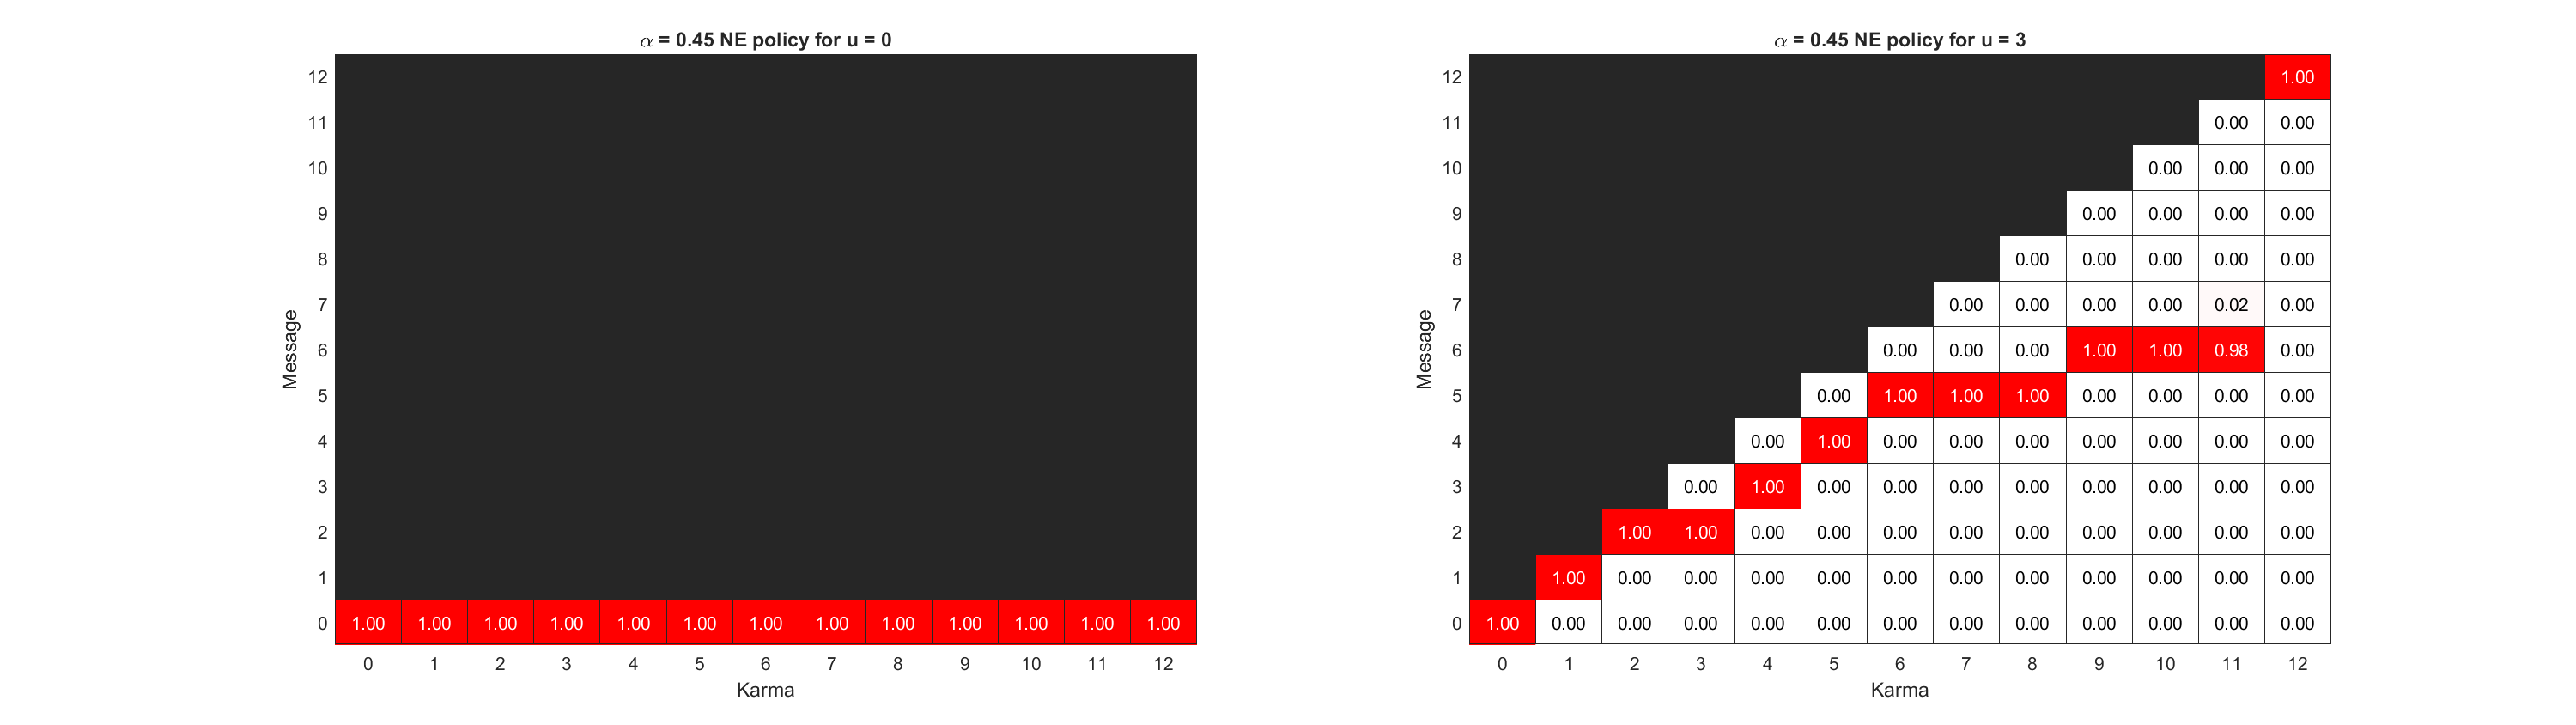 α = 0.45 NE policy for u = 0
12
11
10
9
8
7
6
5
4
3
2
1
0
Message
1.00 1.00 1.00 1.00 1.00 1.00 1.00 1.00 1.00 1.00 1.00 1.00 1.00
0 1 2 3 4 5 6 7 8 9 10 11 12
Karma
α = 0.45 NE policy for u = 3
Message
12 1.00
11 0.00 0.00
10 0.00 0.00 0.00
9 0.00 0.00 0.00 0.00
8 0.00 0.00 0.00 0.00 0.00
7 0.00 0.00 0.00 0.00 0.02 0.00
6 0.00 0.00 0.00 1.00 1.00 0.98 0.00
5 0.00 1.00 1.00 1.00 0.00 0.00 0.00 0.00
4 0.00 1.00 0.00 0.00 0.00 0.00 0.00 0.00 0.00
3 0.00 1.00 0.00 0.00 0.00 0.00 0.00 0.00 0.00 0.00
2 1.00 1.00 0.00 0.00 0.00 0.00 0.00 0.00 0.00 0.00 0.00
1 1.00 0.00 0.00 0.00 0.00 0.00 0.00 0.00 0.00 0.00 0.00 0.00
0 1.00 0.00 0.00 0.00 0.00 0.00 0.00 0.00 0.00 0.00 0.00 0.00 0.00
0 1 2 3 4 5 6 7 8 9 10 11 12
Karma